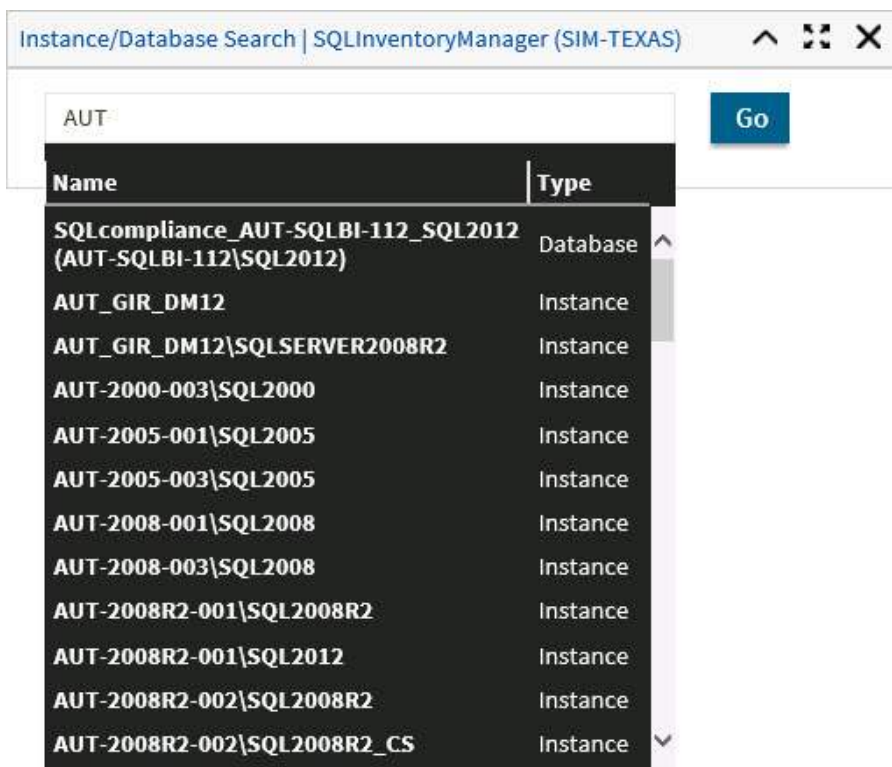 Instance/Database Search | SQLInventoryManager (SIM-TEXAS)
AUT
Go
Name Type
SQLcompliance_AUT-SQLBI-112_SQL2012
(AUT-SQLBI-112\SQL2012) Database
AUT_GIR_DM12 Instance
AUT_GIR_DM12\SQLSERVER2008R2 Instance
AUT-2000-003\SQL2000 Instance
AUT-2005-001\SQL2005 Instance
AUT-2005-003\SQL2005 Instance
AUT-2008-001\SQL2008 Instance
AUT-2008-003\SQL2008 Instance
AUT-2008R2-001\SQL2008R2 Instance
AUT-2008R2-001\SQL2012 Instance
AUT-2008R2-002\SQL2008R2 Instance
AUT-2008R2-002\SQL2008R2_CS Instance